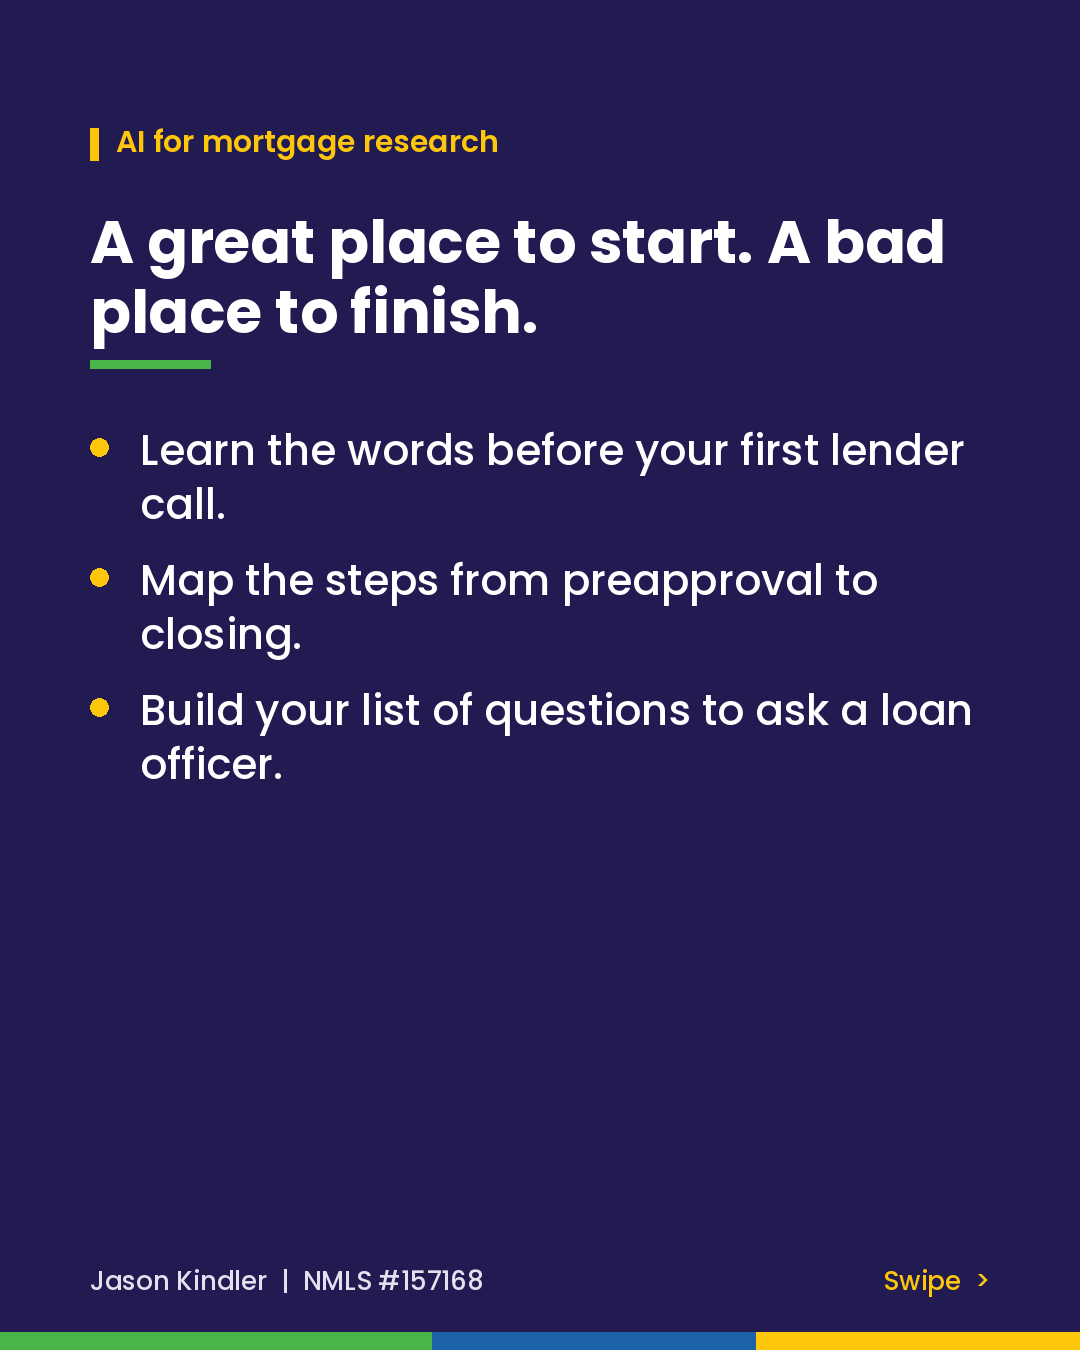 AI for mortgage research
A great place to start. A bad
place to finish.
Learn the words before your first lender
call.
Map the steps from preapproval to
closing.
Build your list of questions to ask a loan
officer.
Jason Kindler | NMLS #157168
Swipe >